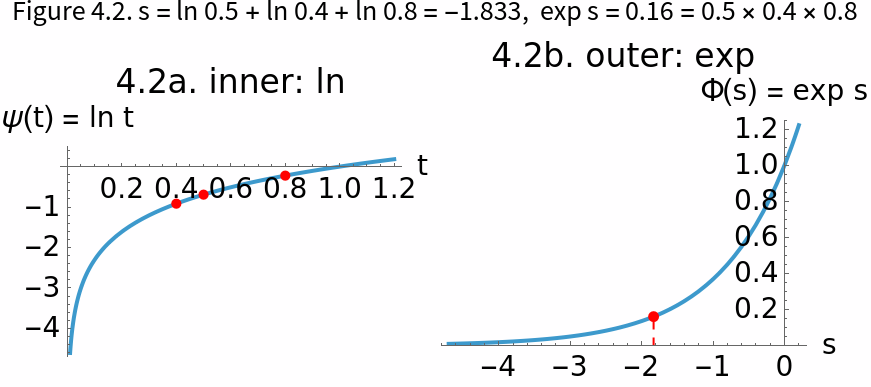 Figure 4.2. s = ln 0.5 + ln 0.4 + ln 0.8 = −1.833, exp s = 0.16 = 0.5 × 0.4 × 0.8
4.2a. inner: ln
ψ(t) = ln t
t
0.2 0.4 0.6 0.8 1.0 1.2
−1
−2
−3
−4
4.2b. outer: exp
Φ(s) = exp s
1.2
1.0
0.8
0.6
0.4
0.2
s
−4 −3 −2 −1 0